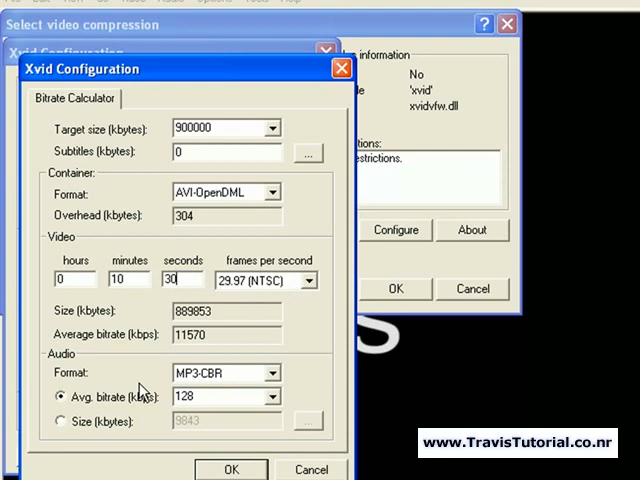 Select video compression
Xvid Configuration
Xvid Configuration
information
Bitrate Calculator
No
'xvid'
xvidvfw.dll
Target size (kbytes): 900000
Subtitles (kbytes): 0 ...
Container:
Format: AVI-OpenDML
Overhead (kbytes): 304
Video
hours minutes seconds frames per second
0 10 30 29.97 (NTSC)
Size (kbytes): 889853
Average bitrate (kbps): 11570
Audio
Format: MP3-CBR
Avg. bitrate (kbps): 128
Size (kbytes): 9843 ...
OK Cancel
Configure About
OK Cancel
www.TravisTutorial.co.nr